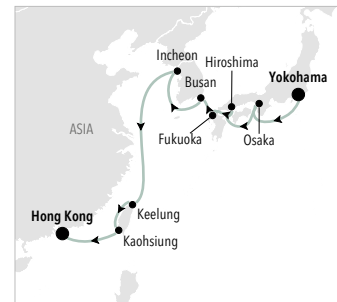 Incheon
Hiroshima
Busan
Yokohama
ASIA
Fukuoka
Osaka
Keelung
Hong Kong
Kaohsiung